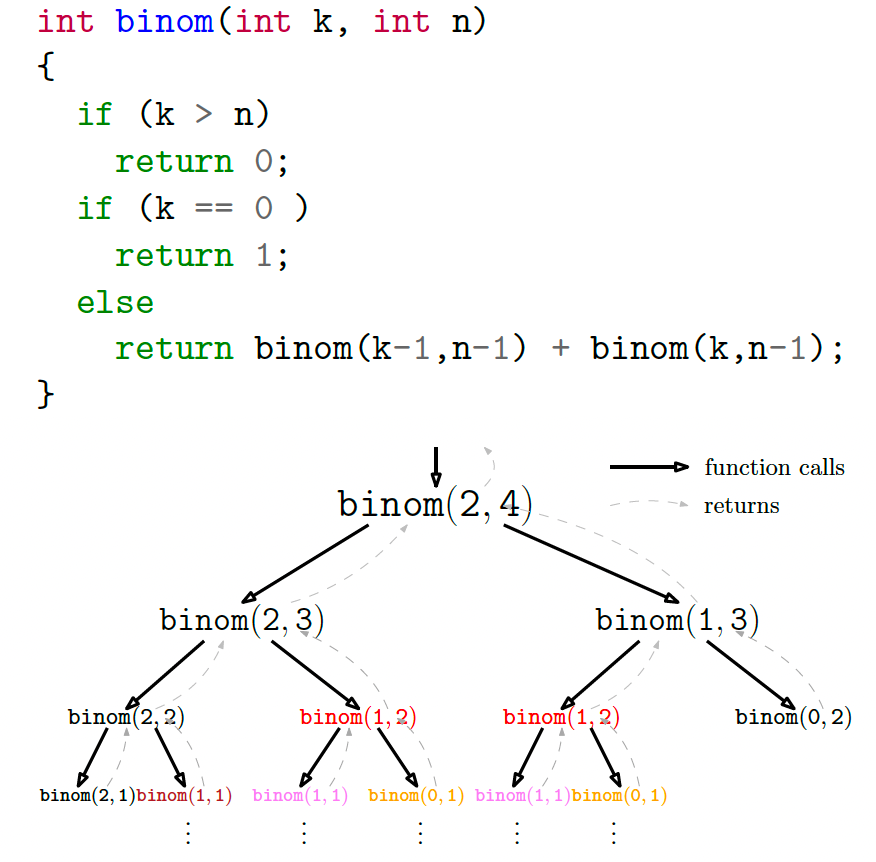 int binom(int k, int n)
{
if (k > n)
return 0;
if (k == 0 )
return 1;
else
return binom(k-1,n-1) + binom(k,n-1);
}
function calls
returns
binom(2, 4)
binom(2, 3) binom(1, 3)
binom(2, 2) binom(1, 2) binom(1, 2) binom(0, 2)
binom(2, 1)binom(1, 1) binom(1, 1) binom(0, 1) binom(1, 1)binom(0, 1)
⋮ ⋮ ⋮ ⋮ ⋮